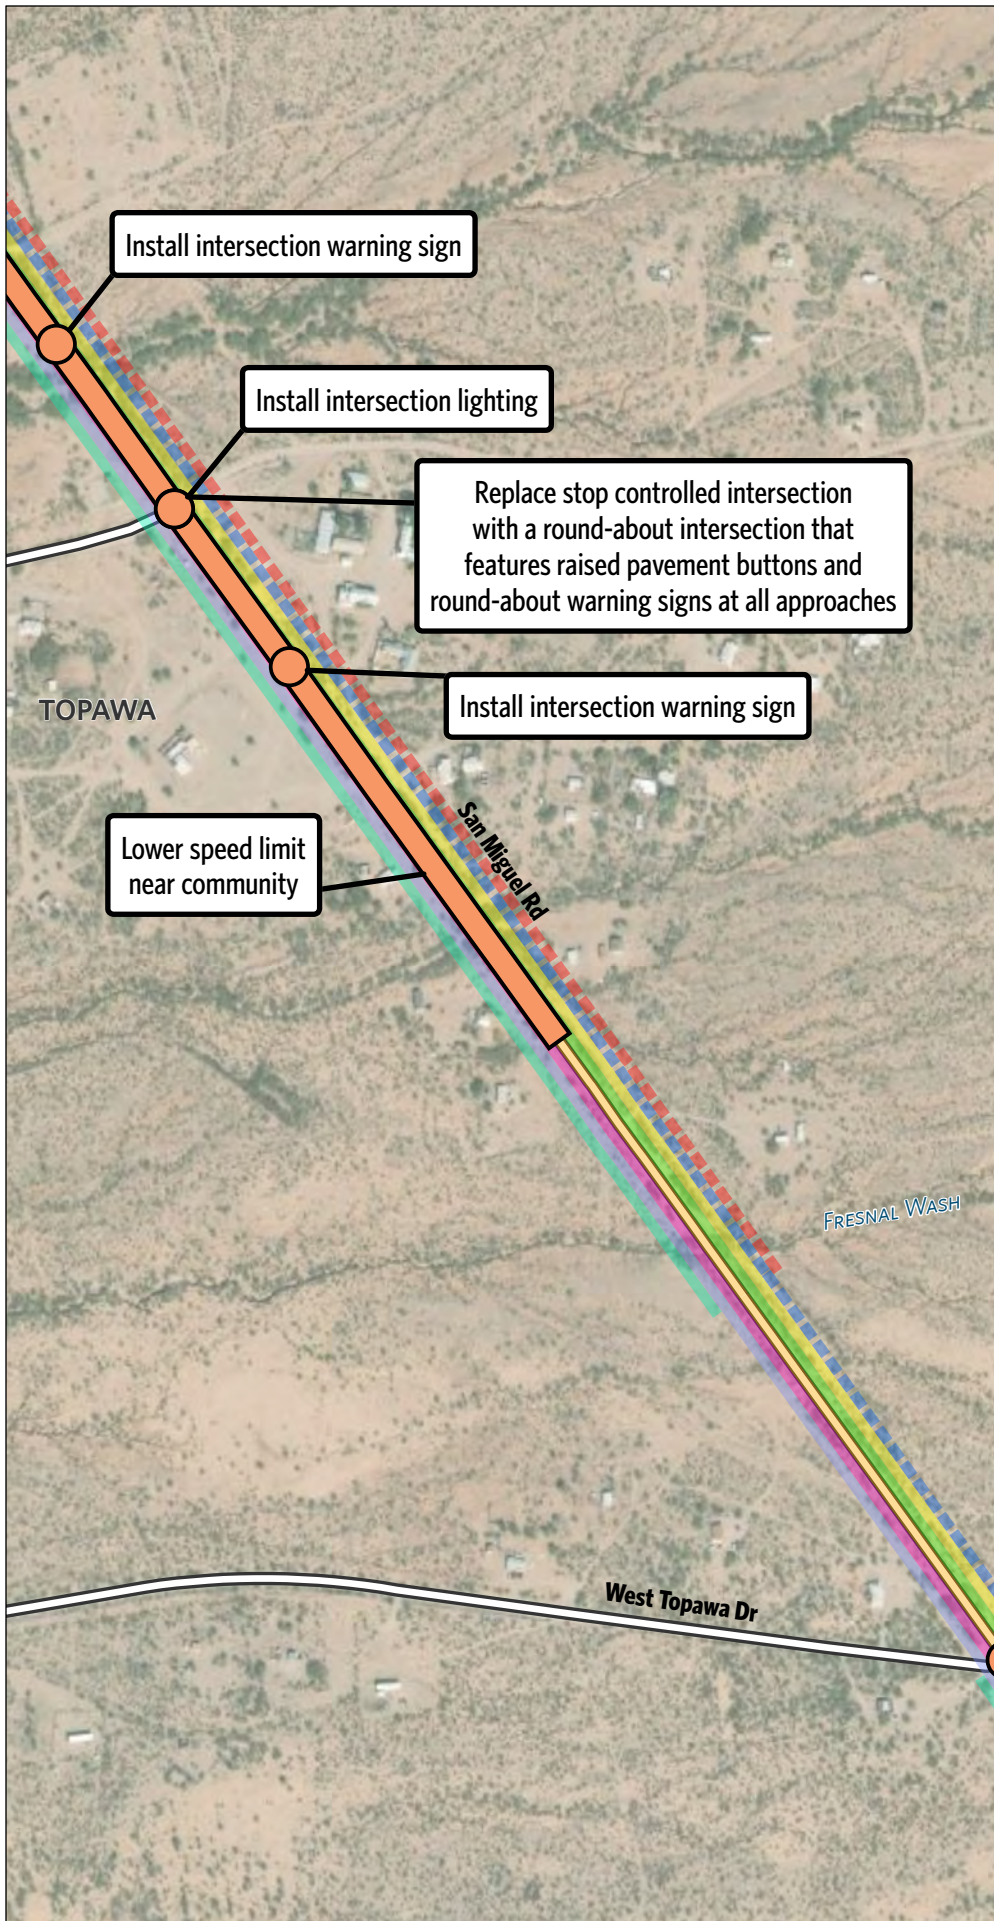 Install intersection warning sign
Install intersection lighting
Replace stop controlled intersection
with a round-about intersection that
features raised pavement buttons and
round-about warning signs at all approaches
Install intersection warning sign
TOPAWA
San Miguel Rd
Lower speed limit
near community
Fresnal Wash
West Topawa Dr